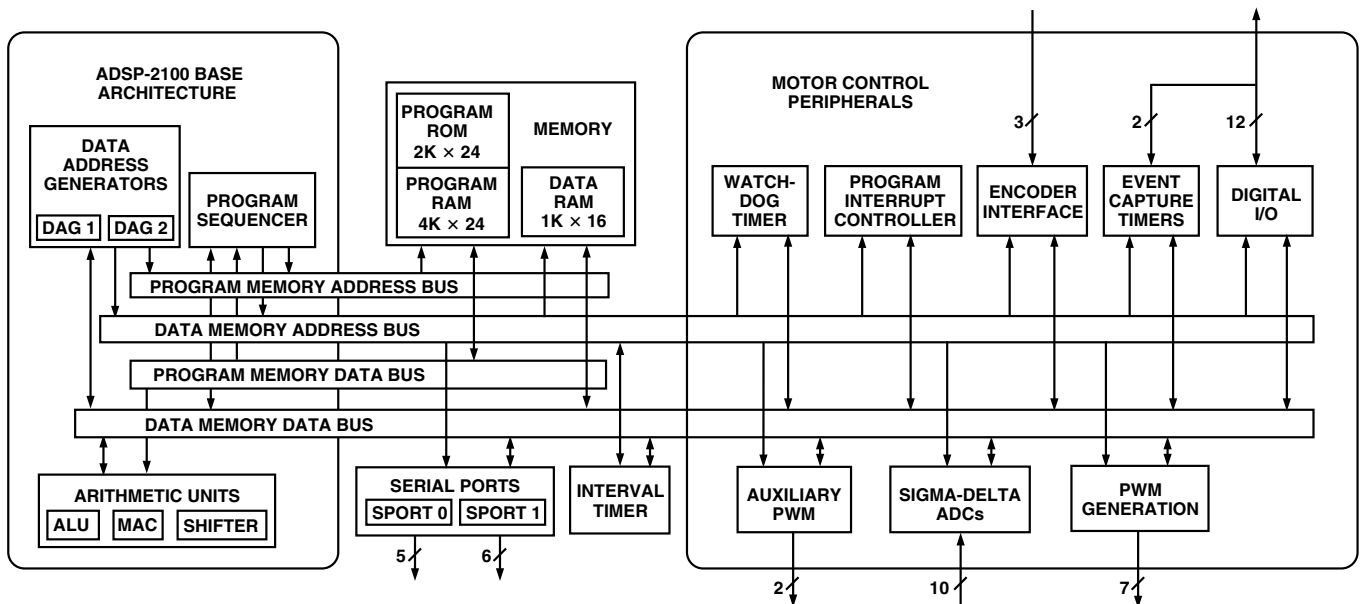 ADSP-2100 BASE
ARCHITECTURE
DATA
ADDRESS
GENERATORS
DAG 1
DAG 2
PROGRAM
SEQUENCER
PROGRAM
ROM
2K × 24
PROGRAM
RAM
4K × 24
MEMORY
DATA
RAM
1K × 16
MOTOR CONTROL
PERIPHERALS
3
2
12
WATCH-
DOG
TIMER
PROGRAM
INTERRUPT
CONTROLLER
ENCODER
INTERFACE
EVENT
CAPTURE
TIMERS
DIGITAL
I/O
PROGRAM MEMORY ADDRESS BUS
DATA MEMORY ADDRESS BUS
PROGRAM MEMORY DATA BUS
DATA MEMORY DATA BUS
ARITHMETIC UNITS
ALU
MAC
SHIFTER
SERIAL PORTS
SPORT 0
SPORT 1
5
6
INTERVAL
TIMER
AUXILIARY
PWM
2
SIGMA-DELTA
ADCs
10
PWM
GENERATION
7